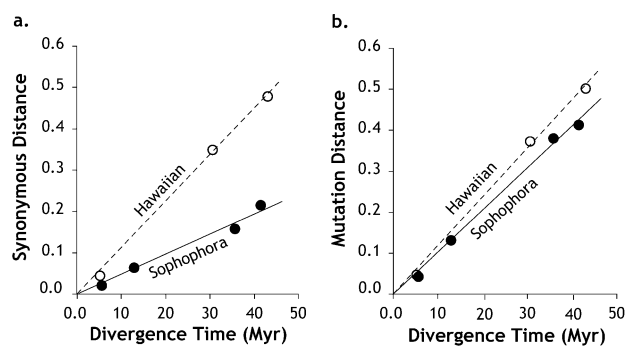 a.
0.6
0.5
0.4
0.3
0.2
0.1
0.0
Synonymous Distance
Hawaiian
Sophophora
0.0 10 20 30 40 50
Divergence Time (Myr)
b.
0.6
0.5
0.4
0.3
0.2
0.1
0.0
Mutation Distance
Hawaiian
Sophophora
0.0 10 20 30 40 50
Divergence Time (Myr)